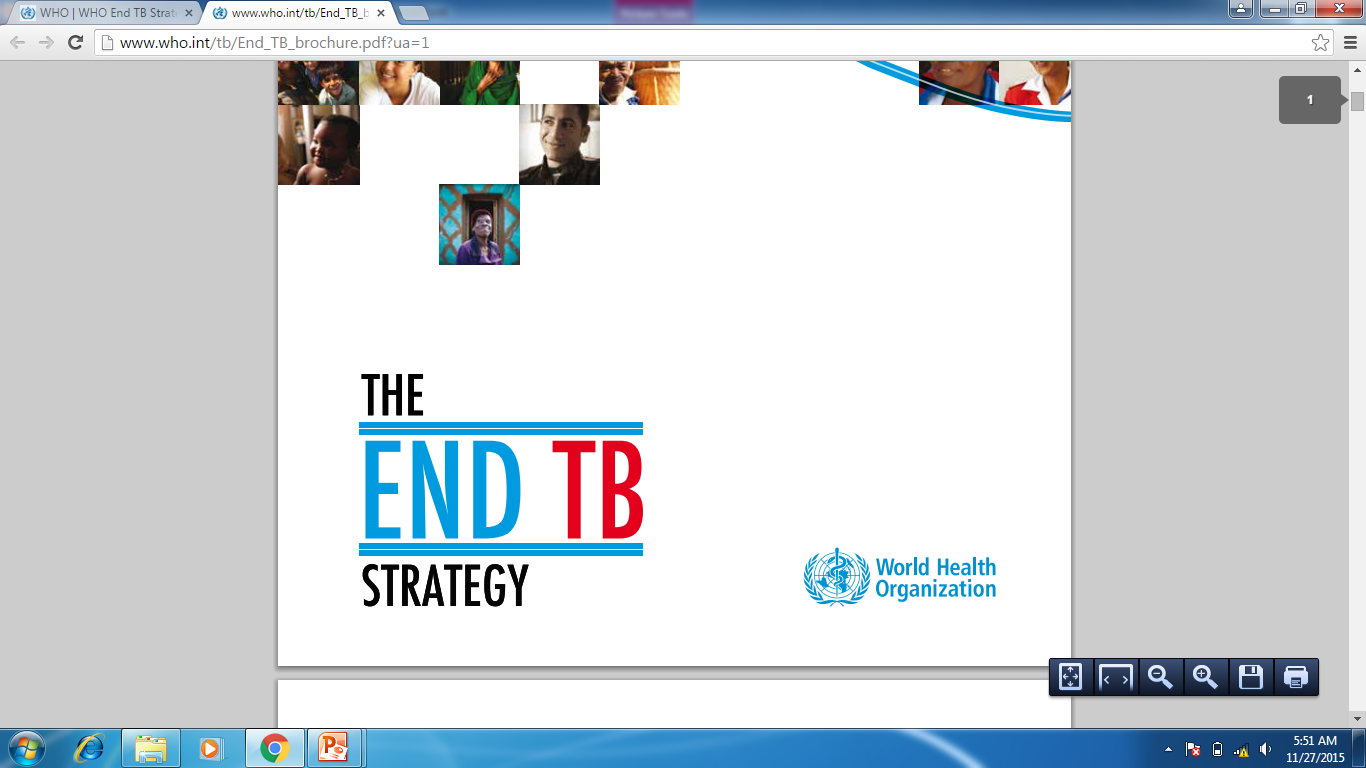 WHO | WHO End TB Strat
www.who.int/tb/End_TB_b
www.who.int/tb/End_TB_brochure.pdf?ua=1
1
THE
END TB
STRATEGY
World Health
Organization
5:51 AM
11/27/2015